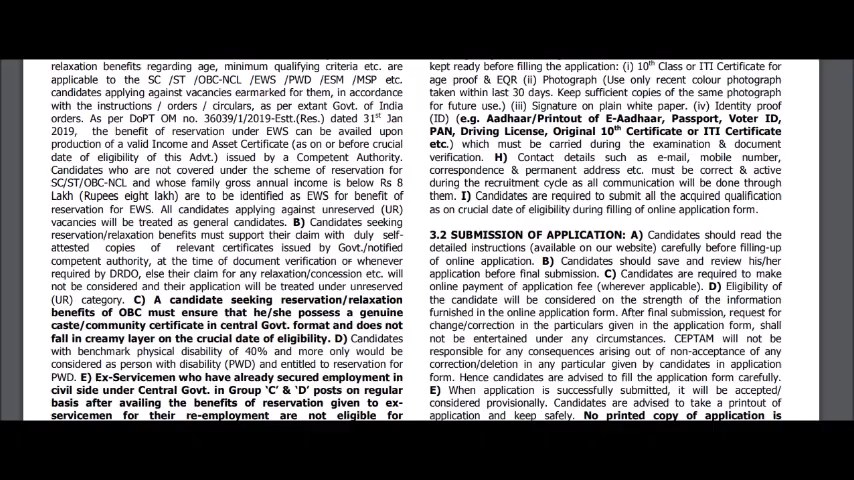 relaxation benefits regarding age, minimum qualifying criteria etc. are
applicable to the SC /ST /OBC-NCL /EWS /PWD /ESM /MSP etc.
candidates applying against vacancies earmarked for them, in accordance
with the instructions / orders / circulars, as per extant Govt. of India
orders. As per DoPT OM no. 36039/1/2019-Estt.(Res.) dated 31st Jan
2019, the benefit of reservation under EWS can be availed upon
production of a valid Income and Asset Certificate (as on or before crucial
date of eligibility of this Advt.) issued by a Competent Authority.
Candidates who are not covered under the scheme of reservation for
SC/ST/OBC-NCL and whose family gross annual income is below Rs 8
Lakh (Rupees eight lakh) are to be identified as EWS for benefit of
reservation for EWS. All candidates applying against unreserved (UR)
vacancies will be treated as general candidates. B) Candidates seeking
reservation/relaxation benefits must support their claim with duly self-
attested copies of relevant certificates issued by Govt./notified
competent authority, at the time of document verification or whenever
required by DRDO, else their claim for any relaxation/concession etc. will
not be considered and their application will be treated under unreserved
(UR) category. C) A candidate seeking reservation/relaxation
benefits of OBC must ensure that he/she possess a genuine
caste/community certificate in central Govt. format and does not
fall in creamy layer on the crucial date of eligibility. D) Candidates
with benchmark physical disability of 40% and more only would be
considered as person with disability (PWD) and entitled to reservation for
PWD. E) Ex-Servicemen who have already secured employment in
civil side under Central Govt. in Group 'C' & 'D' posts on regular
basis after availing the benefits of reservation given to ex-
servicemen for their re-employment are not eligible for
kept ready before filling the application: (i) 10th Class or ITI Certificate for
age proof & EQR (ii) Photograph (Use only recent colour photograph
taken within last 30 days. Keep sufficient copies of the same photograph
for future use.) (iii) Signature on plain white paper. (iv) Identity proof
(ID) (e.g. Aadhaar/Printout of E-Aadhaar, Passport, Voter ID,
PAN, Driving License, Original 10th Certificate or ITI Certificate
etc.) which must be carried during the examination & document
verification. H) Contact details such as e-mail, mobile number,
correspondence & permanent address etc. must be correct & active
during the recruitment cycle as all communication will be done through
them. I) Candidates are required to submit all the acquired qualification
as on crucial date of eligibility during filling of online application form.
3.2 SUBMISSION OF APPLICATION: A) Candidates should read the
detailed instructions (available on our website) carefully before filling-up
of online application. B) Candidates should save and review his/her
application before final submission. C) Candidates are required to make
online payment of application fee (wherever applicable). D) Eligibility of
the candidate will be considered on the strength of the information
furnished in the online application form. After final submission, request for
change/correction in the particulars given in the application form, shall
not be entertained under any circumstances. CEPTAM will not be
responsible for any consequences arising out of non-acceptance of any
correction/deletion in any particular given by candidates in application
form. Hence candidates are advised to fill the application form carefully.
E) When application is successfully submitted, it will be accepted/
considered provisionally. Candidates are advised to take a printout of
application and keep safely. No printed copy of application is